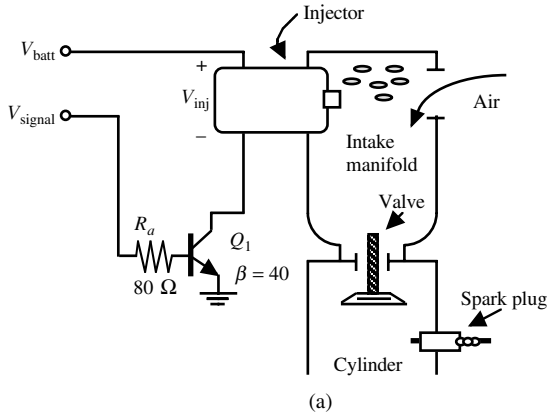 Injector
V_batt
+
V_inj
Air
V_signal
−
Intake
manifold
Valve
R_a
Q_1
80 Ω
β = 40
Spark plug
Cylinder
(a)